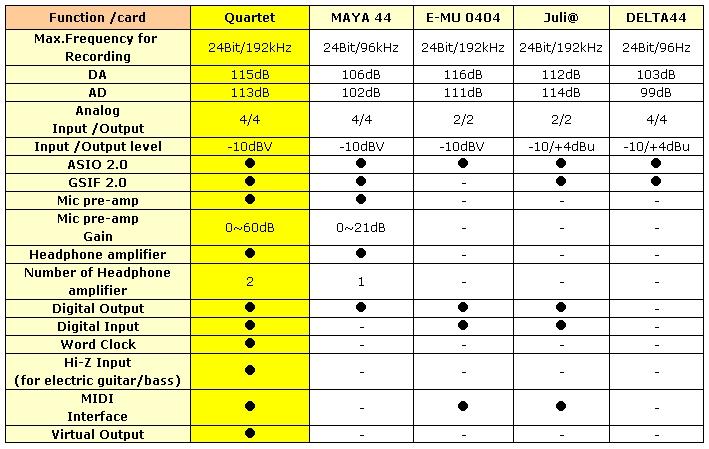 Function /card Quartet MAYA 44 E-MU 0404 Juli@ DELTA44
Max.Frequency for
Recording 24Bit/192kHz 24Bit/96kHz 24Bit/192kHz 24Bit/192kHz 24Bit/96Hz
DA 115dB 106dB 116dB 112dB 103dB
AD 113dB 102dB 111dB 114dB 99dB
Analog
Input /Output 4/4 4/4 2/2 2/2 4/4
Input /Output level -10dBV -10dBV -10dBV -10/+4dBu -10/+4dBu
ASIO 2.0 ● ● ● ● ●
GSIF 2.0 ● ● - ● ●
Mic pre-amp ● ● - - -
Mic pre-amp
Gain 0~60dB 0~21dB - - -
Headphone amplifier ● ● - - -
Number of Headphone
amplifier 2 1 - - -
Digital Output ● ● ● ● -
Digital Input ● - ● ● -
Word Clock ● - - - -
Hi-Z Input
(for electric guitar/bass) ● - - - -
MIDI
Interface ● - ● ● -
Virtual Output ● - - - -